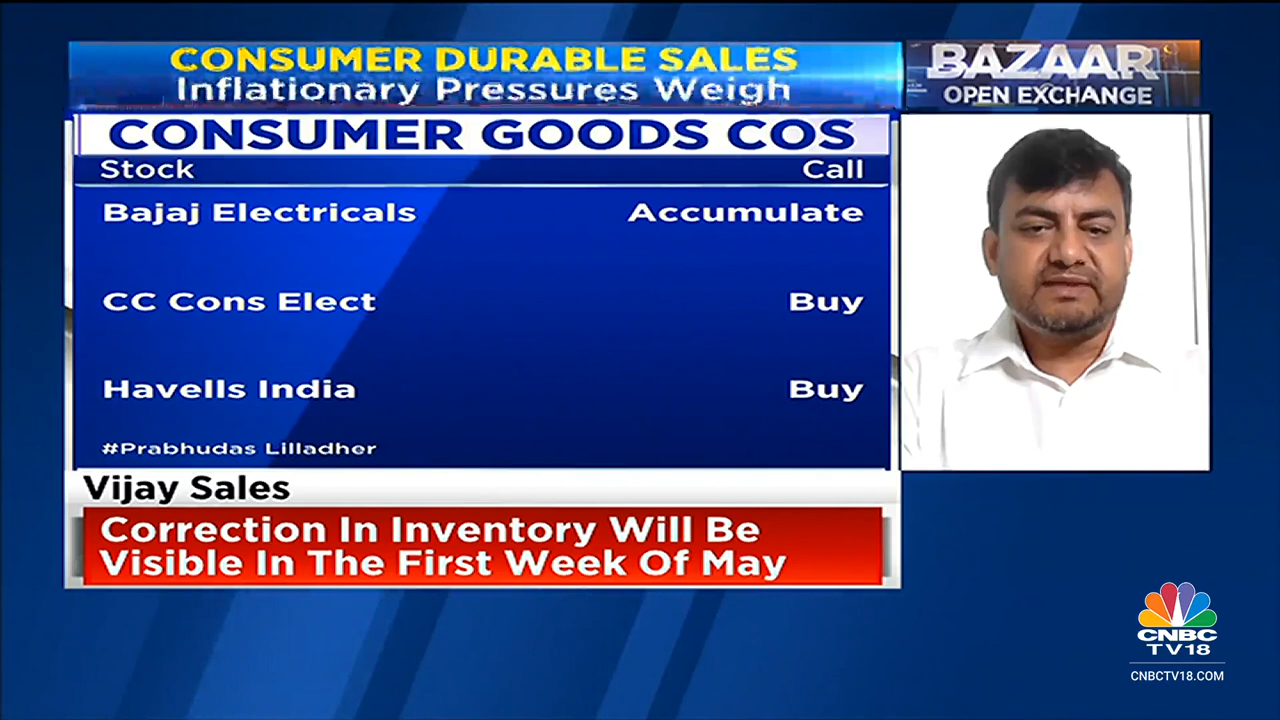 CONSUMER DURABLE SALES
Inflationary Pressures Weigh
BAZAAR
OPEN EXCHANGE
CONSUMER GOODS COS
Stock Call
Bajaj Electricals Accumulate
CC Cons Elect Buy
Havells India Buy
#Prabhudas Lilladher
Vijay Sales
Correction In Inventory Will Be
Visible In The First Week Of May
CNBC
TV18
CNBCTV18.COM